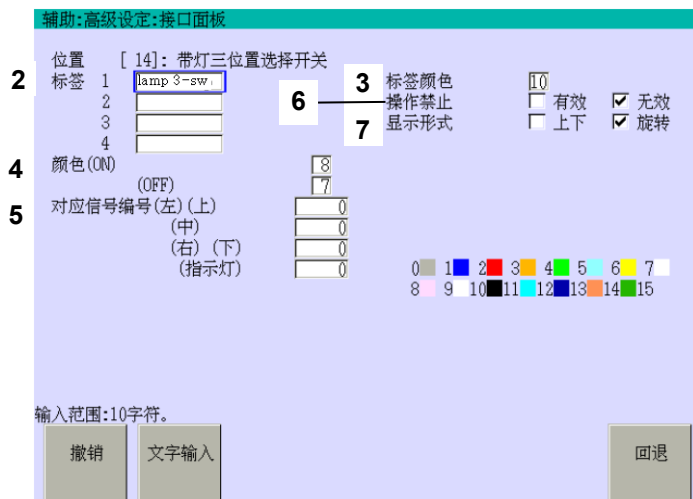 辅助:高级设定:接口面板
位置 [ 14]: 带灯三位置选择开关
2 标签 1 lamp 3-sw 3 标签颜色 10
2 6 操作禁止 有效 无效
3 7 显示形式 上下 旋转
4
4 颜色(ON) 8
(OFF) 7
5 对应信号编号(左)(上) 0
(中) 0
(右) (下) 0
(指示灯) 0
0 1 2 3 4 5 6 7
8 9 10 11 12 13 14 15
输入范围:10字符。
撤销 文字输入 回退